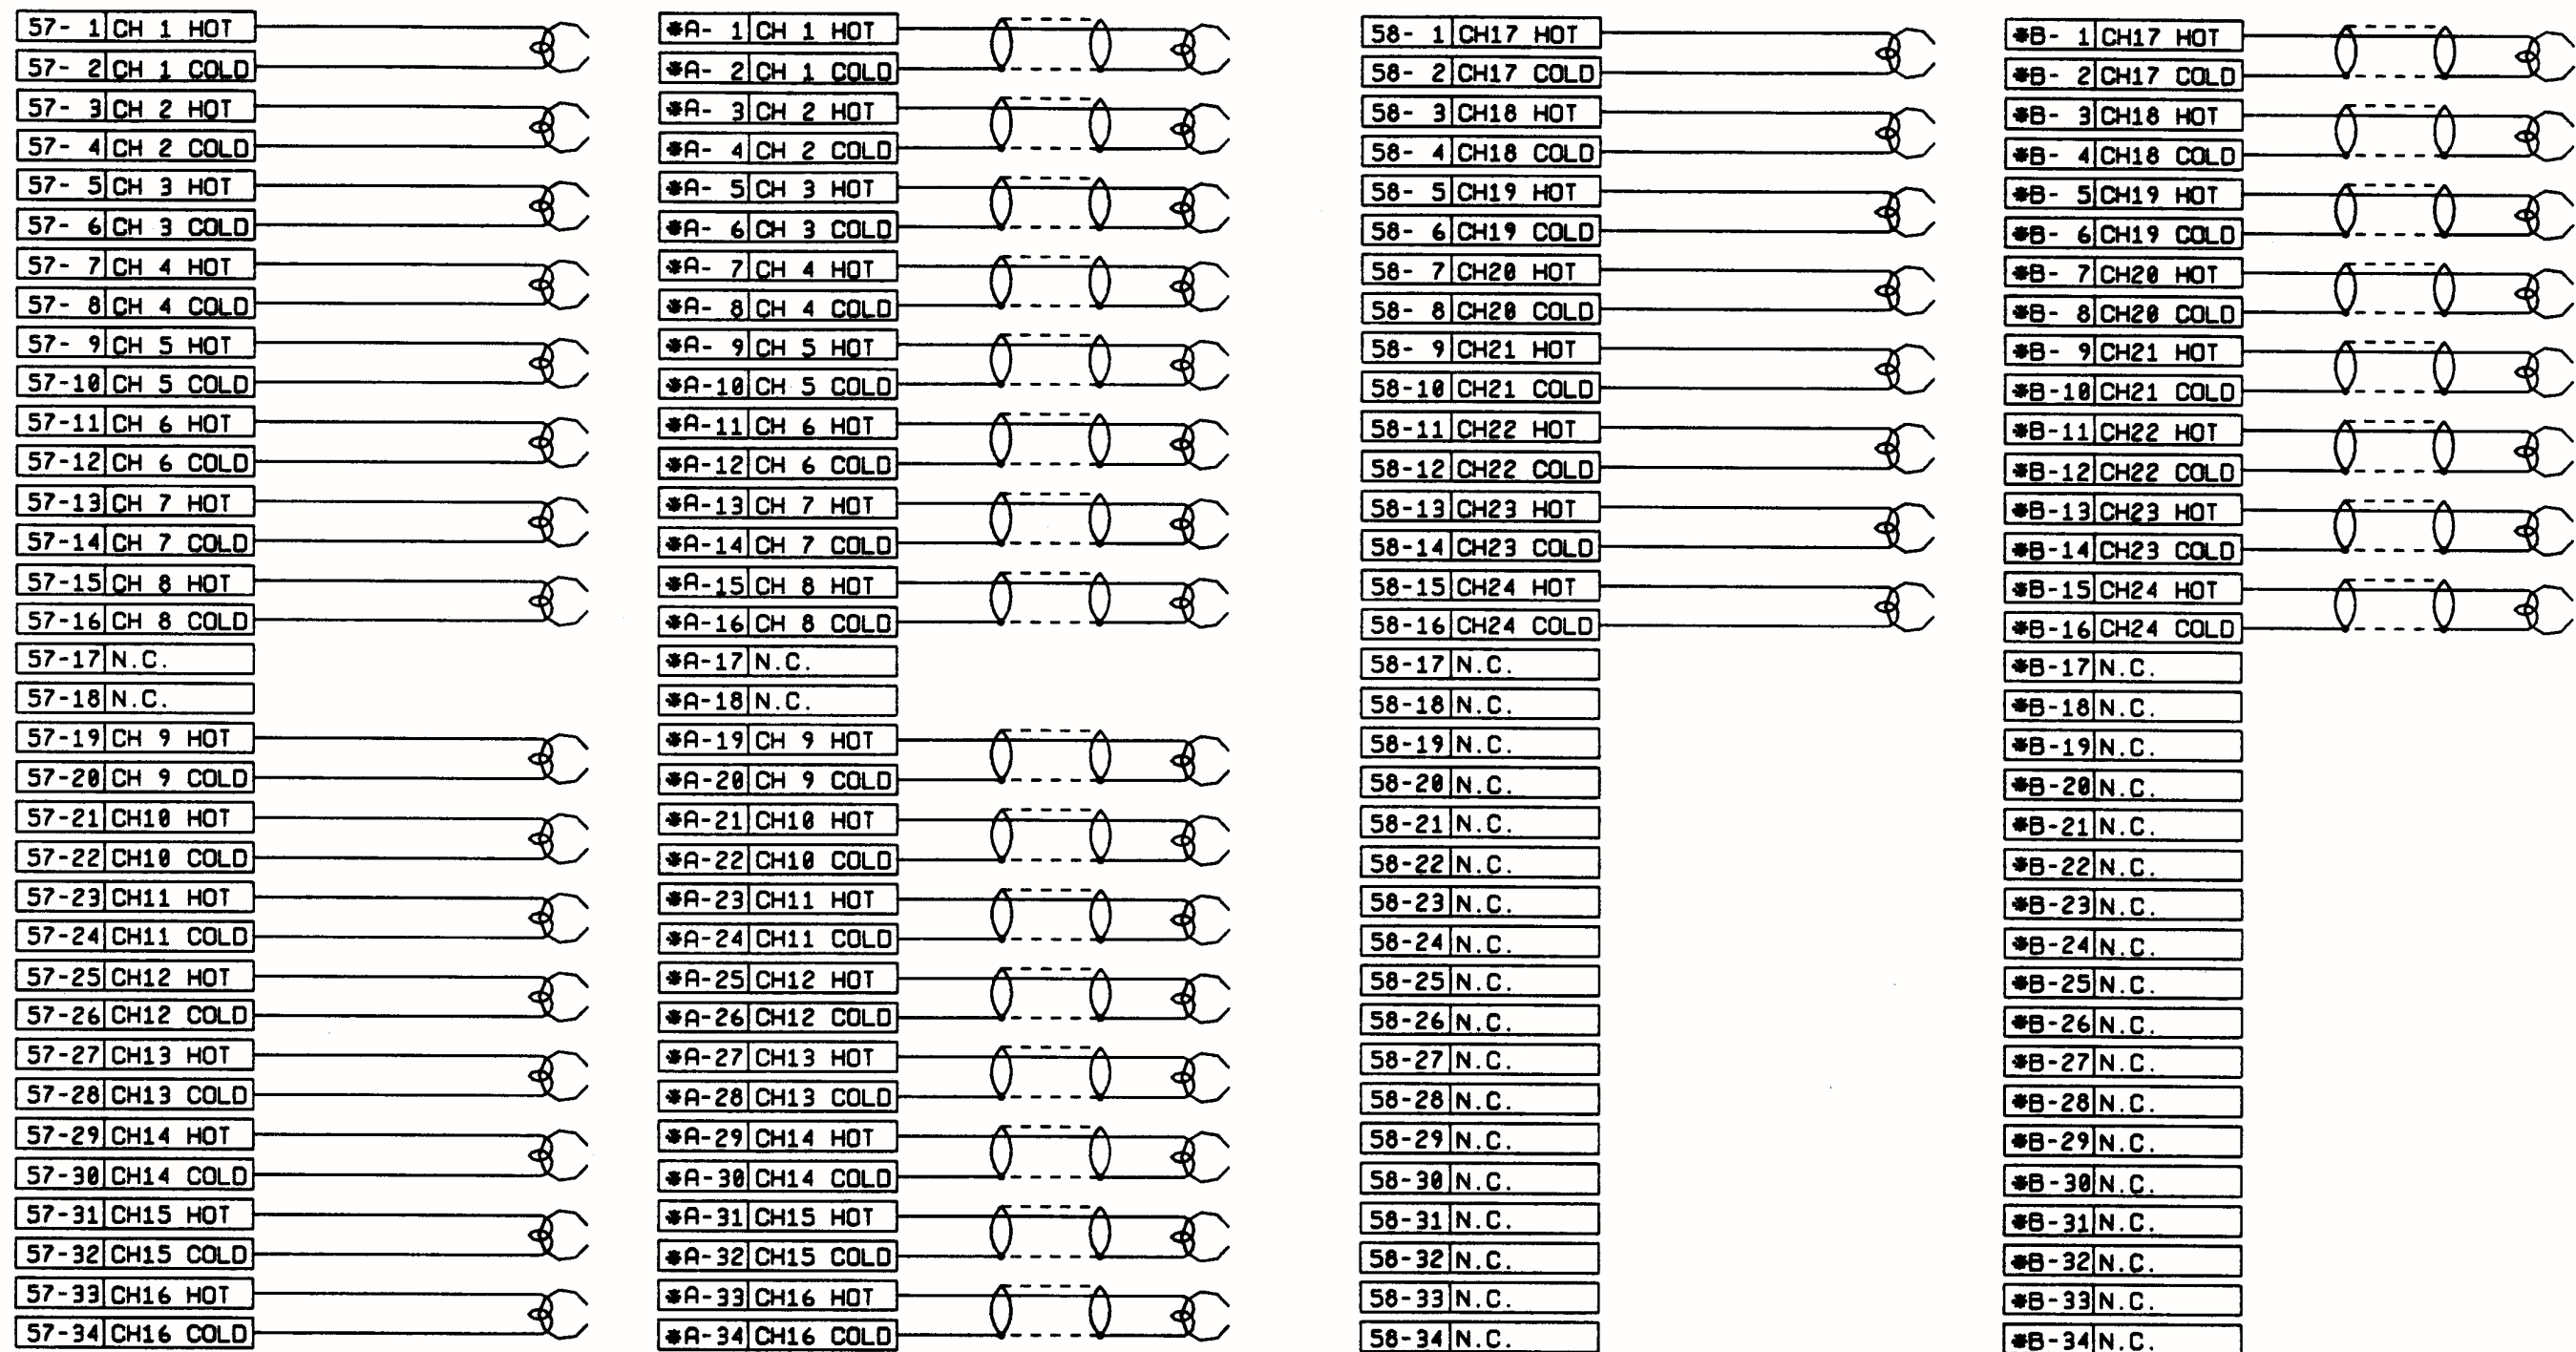 57- 1 CH 1 HOT
57- 2 CH 1 COLD
57- 3 CH 2 HOT
57- 4 CH 2 COLD
57- 5 CH 3 HOT
57- 6 CH 3 COLD
57- 7 CH 4 HOT
57- 8 CH 4 COLD
57- 9 CH 5 HOT
57-10 CH 5 COLD
57-11 CH 6 HOT
57-12 CH 6 COLD
57-13 CH 7 HOT
57-14 CH 7 COLD
57-15 CH 8 HOT
57-16 CH 8 COLD
57-17 N.C.
57-18 N.C.
57-19 CH 9 HOT
57-20 CH 9 COLD
57-21 CH10 HOT
57-22 CH10 COLD
57-23 CH11 HOT
57-24 CH11 COLD
57-25 CH12 HOT
57-26 CH12 COLD
57-27 CH13 HOT
57-28 CH13 COLD
57-29 CH14 HOT
57-30 CH14 COLD
57-31 CH15 HOT
57-32 CH15 COLD
57-33 CH16 HOT
57-34 CH16 COLD
*A- 1 CH 1 HOT
*A- 2 CH 1 COLD
*A- 3 CH 2 HOT
*A- 4 CH 2 COLD
*A- 5 CH 3 HOT
*A- 6 CH 3 COLD
*A- 7 CH 4 HOT
*A- 8 CH 4 COLD
*A- 9 CH 5 HOT
*A-10 CH 5 COLD
*A-11 CH 6 HOT
*A-12 CH 6 COLD
*A-13 CH 7 HOT
*A-14 CH 7 COLD
*A-15 CH 8 HOT
*A-16 CH 8 COLD
*A-17 N.C.
*A-18 N.C.
*A-19 CH 9 HOT
*A-20 CH 9 COLD
*A-21 CH10 HOT
*A-22 CH10 COLD
*A-23 CH11 HOT
*A-24 CH11 COLD
*A-25 CH12 HOT
*A-26 CH12 COLD
*A-27 CH13 HOT
*A-28 CH13 COLD
*A-29 CH14 HOT
*A-30 CH14 COLD
*A-31 CH15 HOT
*A-32 CH15 COLD
*A-33 CH16 HOT
*A-34 CH16 COLD
58- 1 CH17 HOT
58- 2 CH17 COLD
58- 3 CH18 HOT
58- 4 CH18 COLD
58- 5 CH19 HOT
58- 6 CH19 COLD
58- 7 CH20 HOT
58- 8 CH20 COLD
58- 9 CH21 HOT
58-10 CH21 COLD
58-11 CH22 HOT
58-12 CH22 COLD
58-13 CH23 HOT
58-14 CH23 COLD
58-15 CH24 HOT
58-16 CH24 COLD
58-17 N.C.
58-18 N.C.
58-19 N.C.
58-20 N.C.
58-21 N.C.
58-22 N.C.
58-23 N.C.
58-24 N.C.
58-25 N.C.
58-26 N.C.
58-27 N.C.
58-28 N.C.
58-29 N.C.
58-30 N.C.
58-31 N.C.
58-32 N.C.
58-33 N.C.
58-34 N.C.
*B- 1 CH17 HOT
*B- 2 CH17 COLD
*B- 3 CH18 HOT
*B- 4 CH18 COLD
*B- 5 CH19 HOT
*B- 6 CH19 COLD
*B- 7 CH20 HOT
*B- 8 CH20 COLD
*B- 9 CH21 HOT
*B-10 CH21 COLD
*B-11 CH22 HOT
*B-12 CH22 COLD
*B-13 CH23 HOT
*B-14 CH23 COLD
*B-15 CH24 HOT
*B-16 CH24 COLD
*B-17 N.C.
*B-18 N.C.
*B-19 N.C.
*B-20 N.C.
*B-21 N.C.
*B-22 N.C.
*B-23 N.C.
*B-24 N.C.
*B-25 N.C.
*B-26 N.C.
*B-27 N.C.
*B-28 N.C.
*B-29 N.C.
*B-30 N.C.
*B-31 N.C.
*B-32 N.C.
*B-33 N.C.
*B-34 N.C.